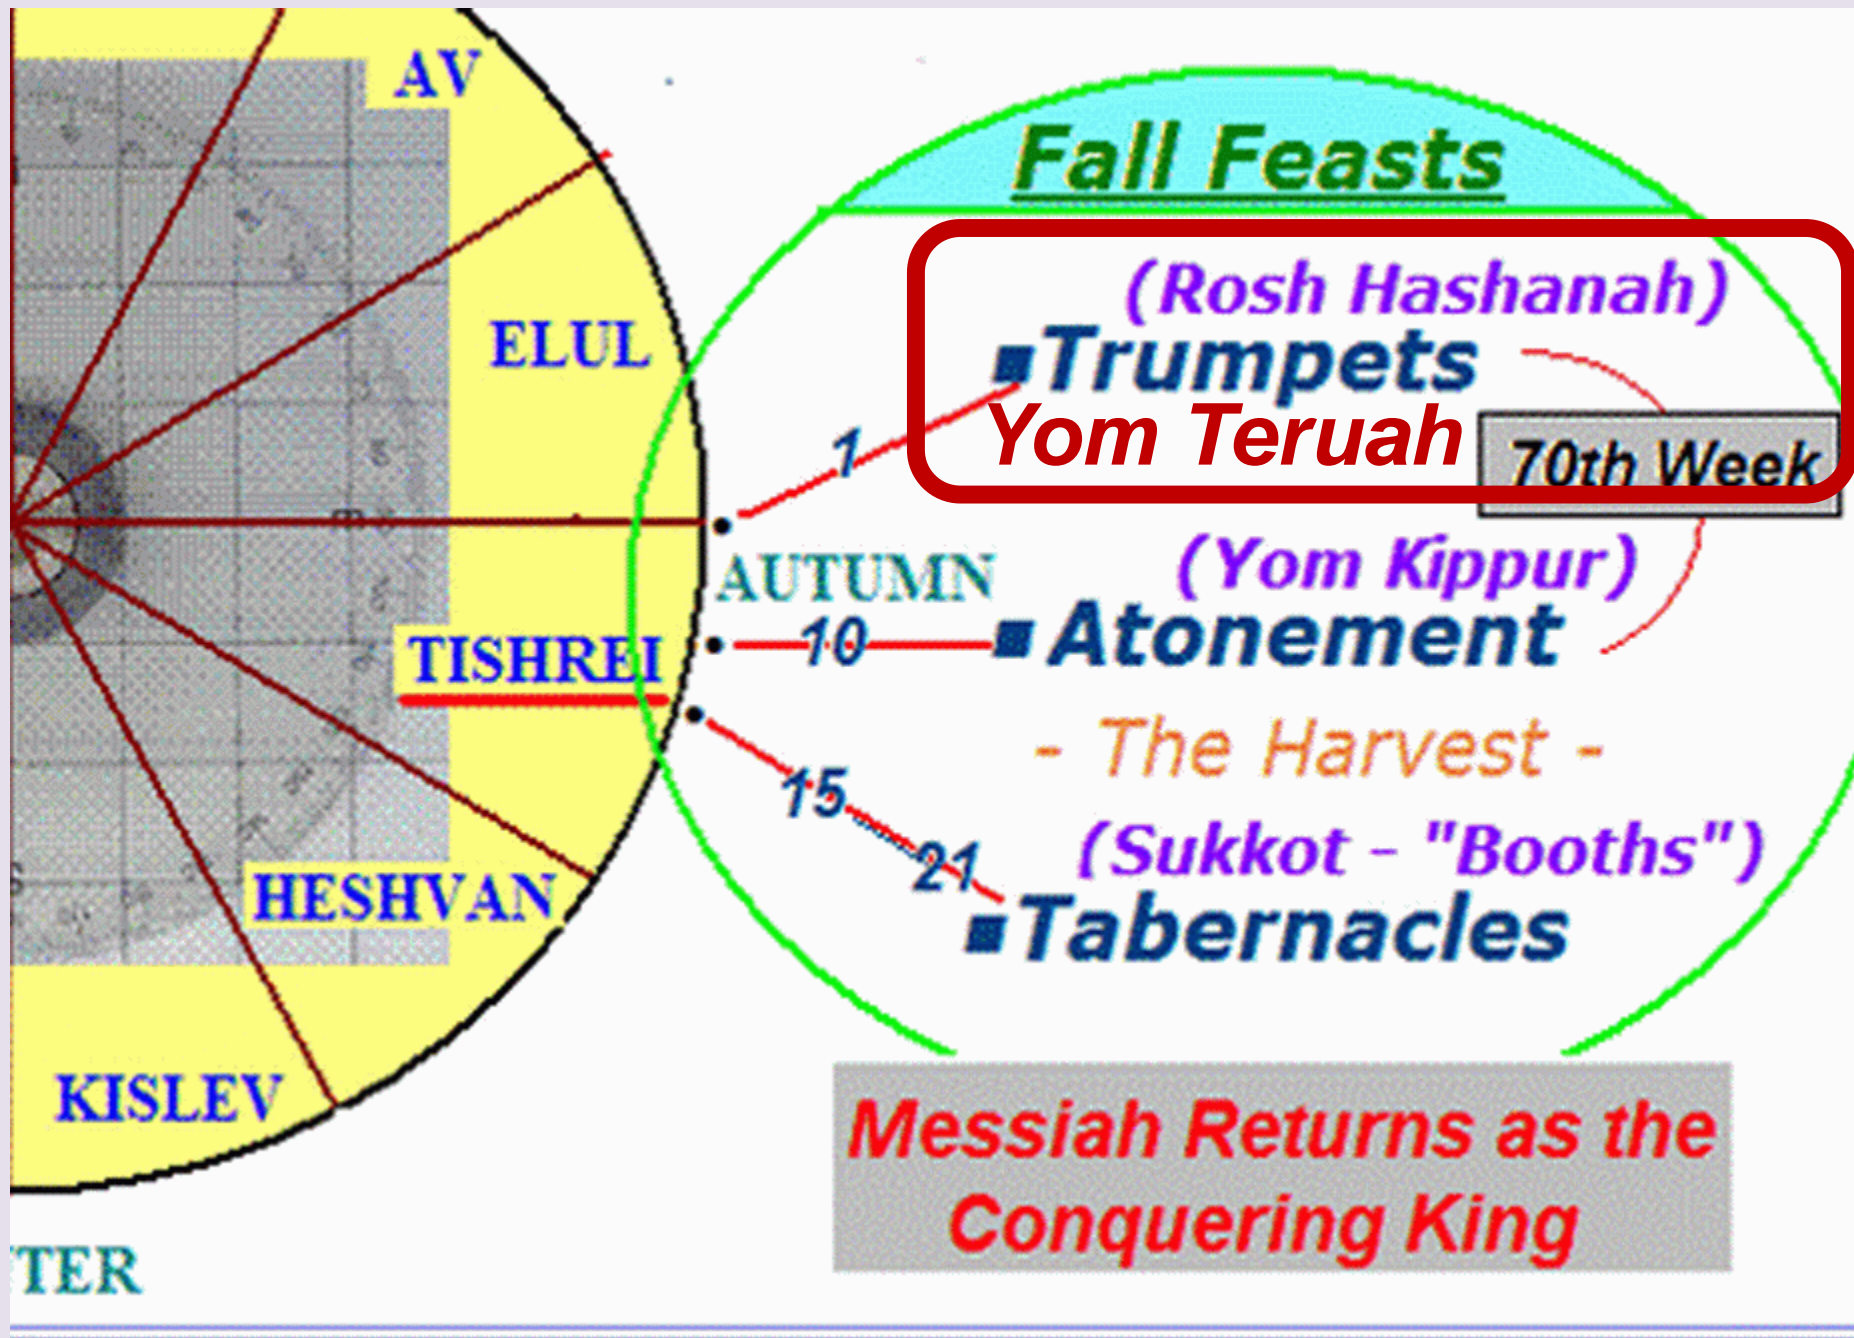 AV
ELUL
TISHREI
HESHVAN
KISLEV
TER
AUTUMN
Fall Feasts
(Rosh Hashanah)
1
▪Trumpets
Yom Teruah
70th Week
(Yom Kippur)
10
▪Atonement
- The Harvest -
15
21
(Sukkot - "Booths")
▪Tabernacles
Messiah Returns as the
Conquering King